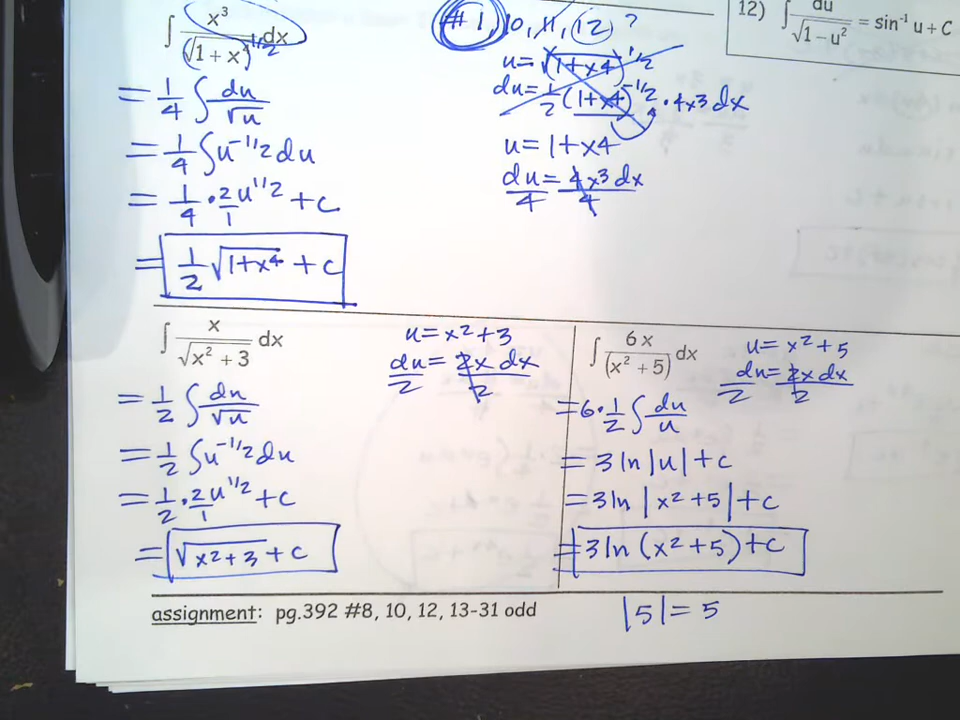 # 1, 10, 11, 12 ?
12) ∫ du/√(1 − u²) = sin⁻¹ u + C
∫ x³/√(1 + x⁴) dx
1/2
= 1/4 ∫ du/√u
= 1/4 ∫ u^(-1/2) du
= 1/4 · 2/1 u^(1/2) + c
= 1/2 √(1+x⁴) + c
u = √(1+x4) 1/2
du = 1/2 (1+x4)^(-1/2) · 4x3 dx
u = 1+x4
du/4 = 4x3 dx/4
∫ x/√(x² + 3) dx
u = x2+3
du/2 = 2x dx/2
= 1/2 ∫ du/√u
= 1/2 ∫ u^(-1/2) du
= 1/2 · 2/1 u^(1/2) + c
= √(x2+3) + c
∫ 6x/(x² + 5) dx
u = x2+5
du/2 = 2x dx/2
= 6 · 1/2 ∫ du/u
= 3 ln |u| + c
= 3 ln | x2+5 | + c
= 3 ln (x2+5) + c
assignment: pg.392 #8, 10, 12, 13-31 odd
|5| = 5